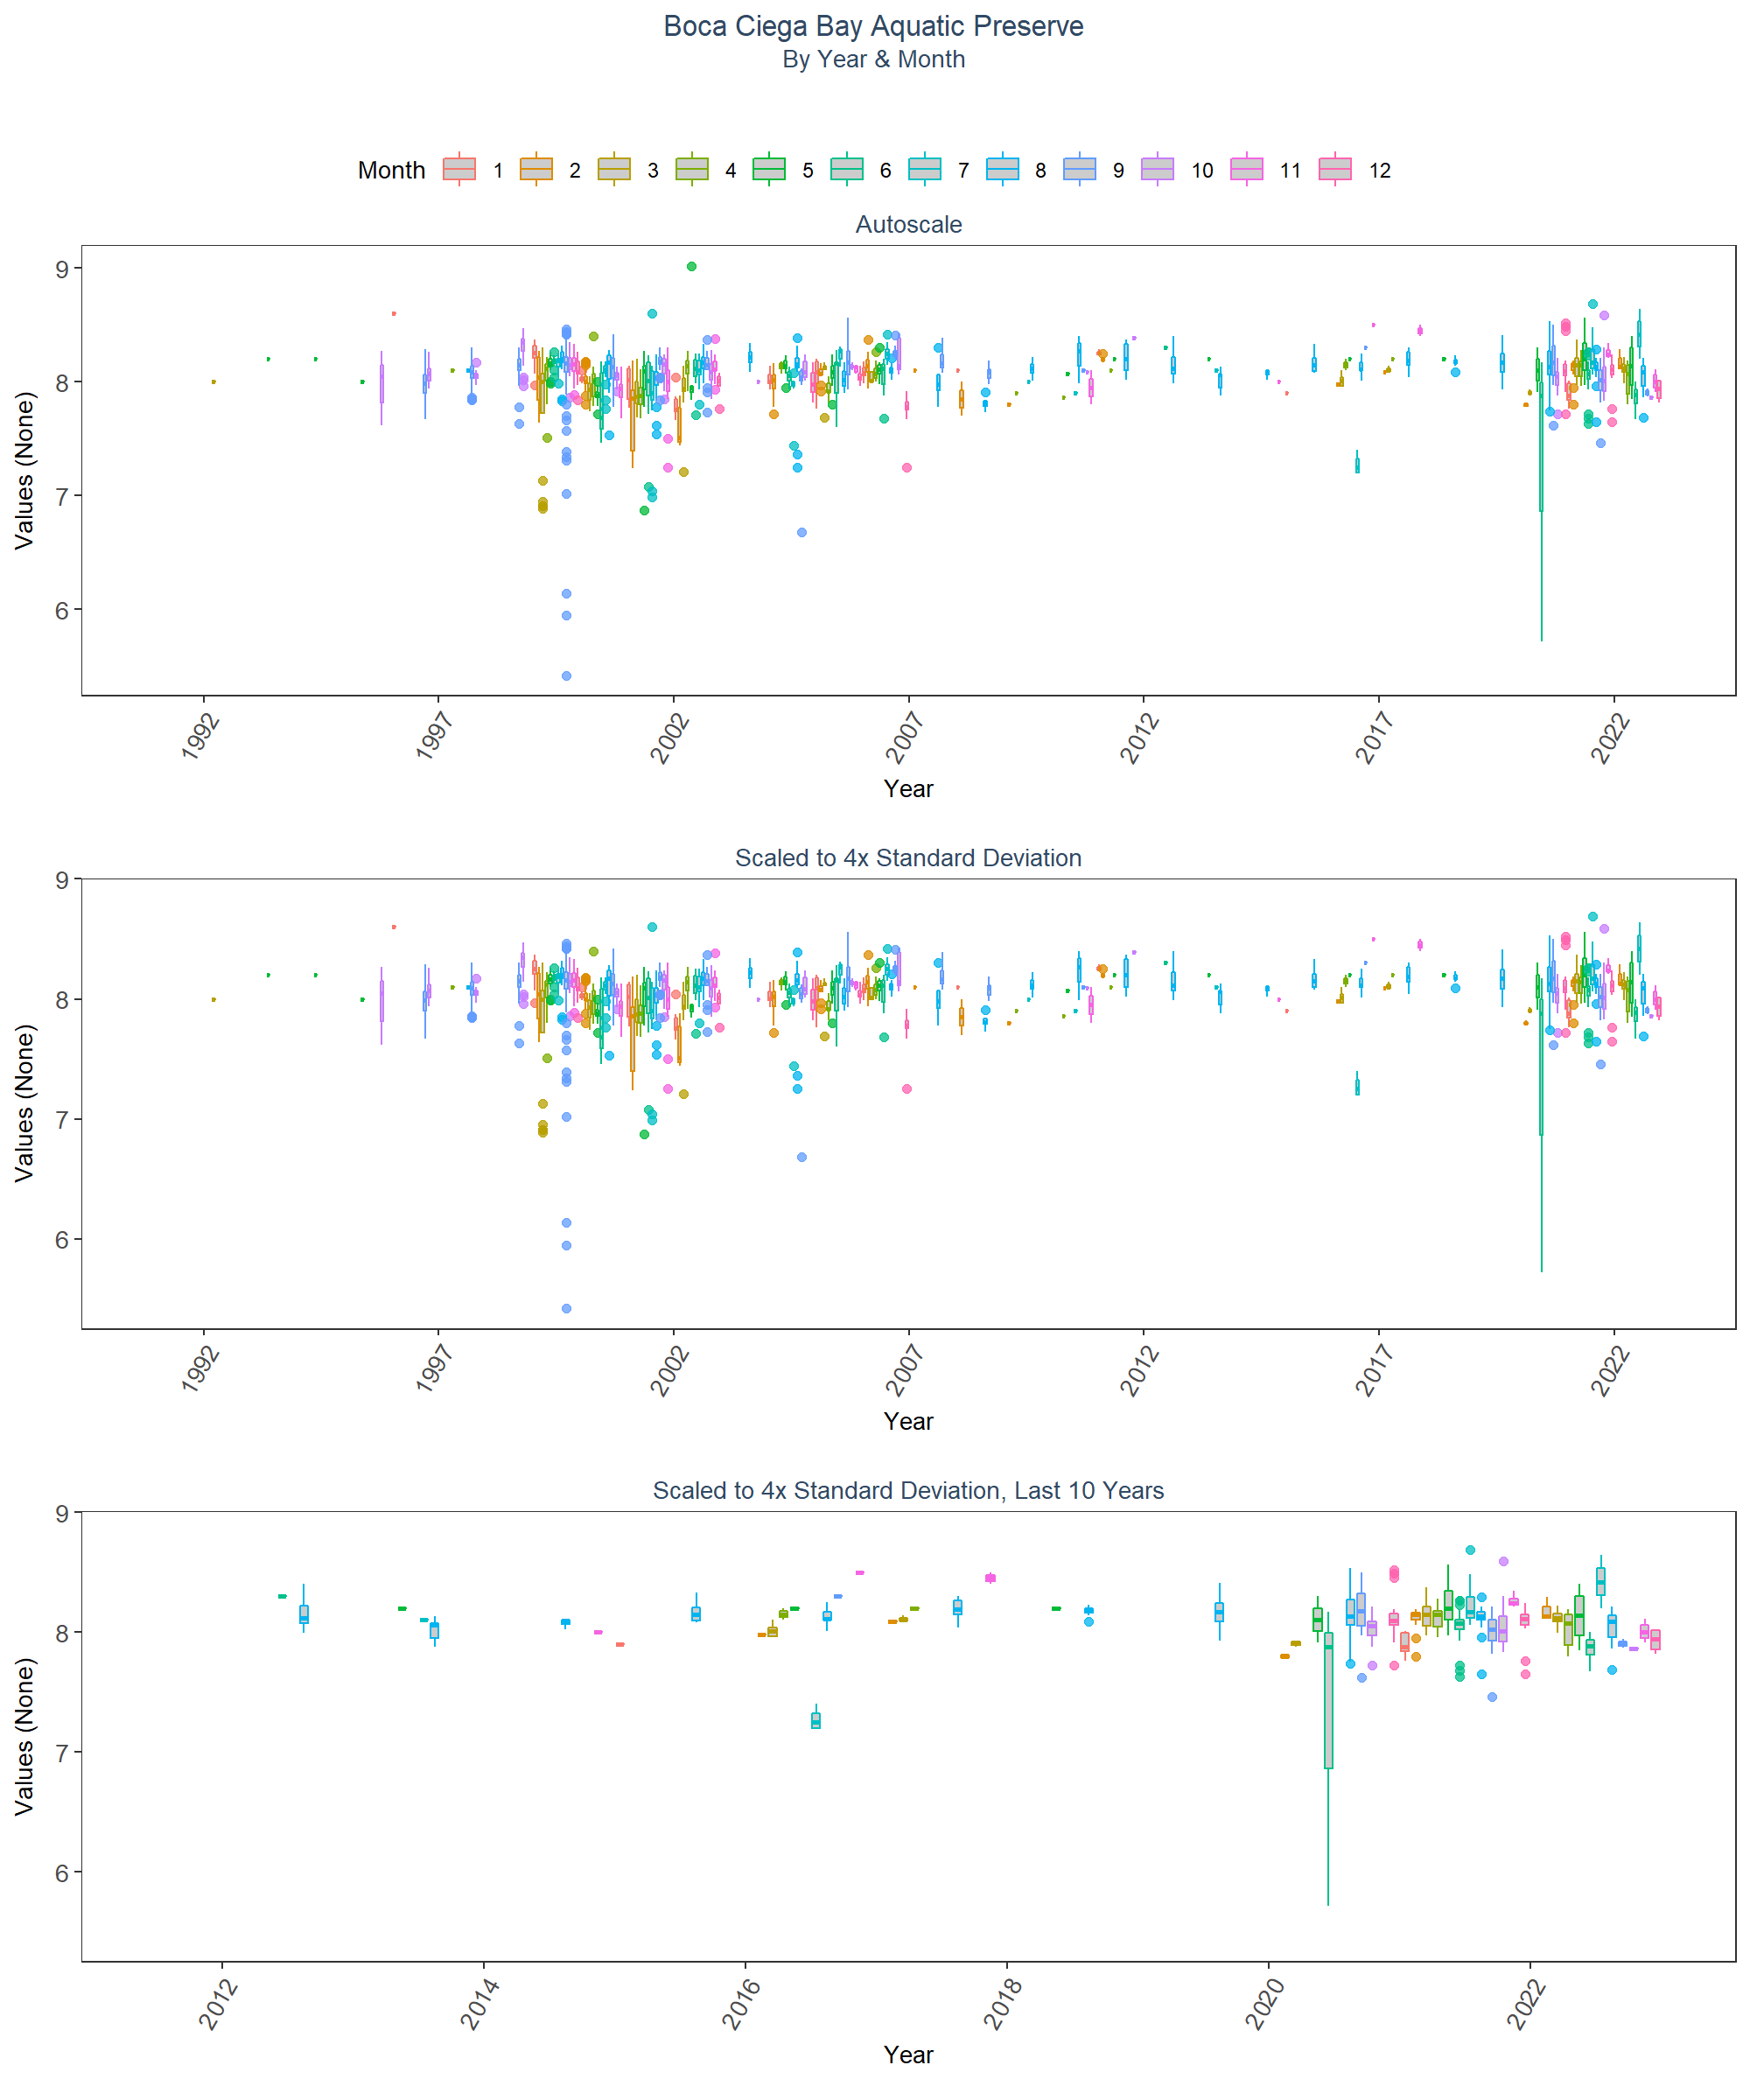 Boca Ciega Bay Aquatic Preserve
By Year & Month
Month 1 2 3 4 5 6 7 8 9 10 11 12
Autoscale
Values (None)
9
8
7
6
1992 1997 2002 2007 2012 2017 2022
Year
Scaled to 4x Standard Deviation
Values (None)
9
8
7
6
1992 1997 2002 2007 2012 2017 2022
Year
Scaled to 4x Standard Deviation, Last 10 Years
Values (None)
9
8
7
6
2012 2014 2016 2018 2020 2022
Year